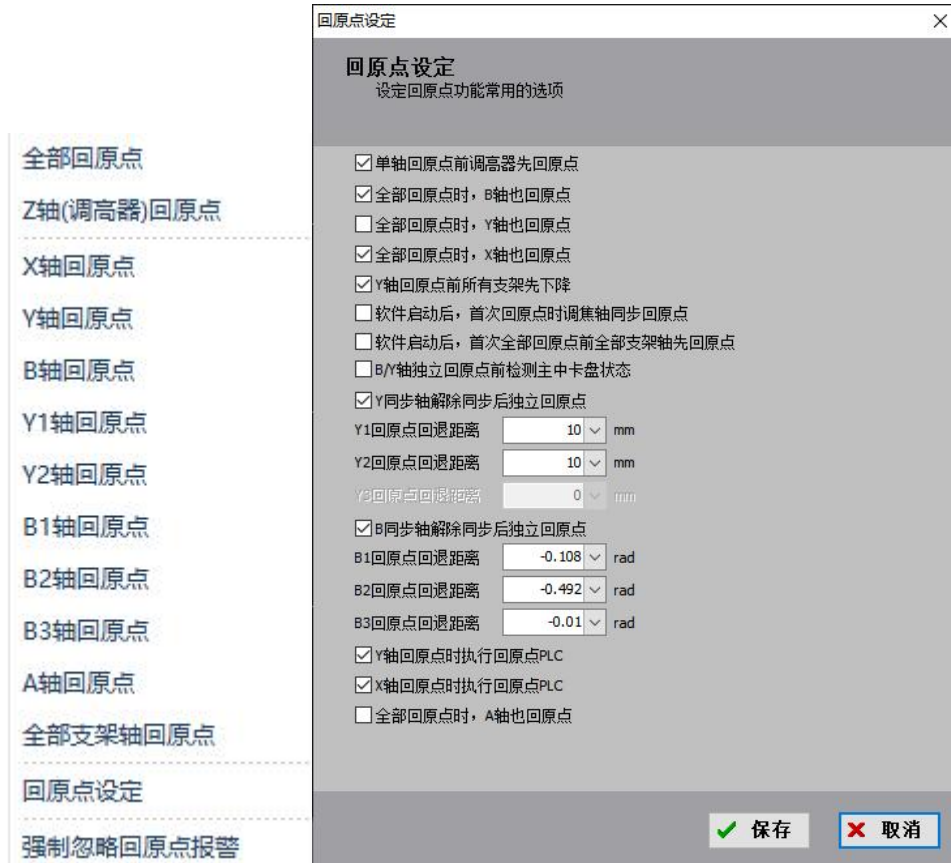 全部回原点
Z轴(调高器)回原点
X轴回原点
Y轴回原点
B轴回原点
Y1轴回原点
Y2轴回原点
B1轴回原点
B2轴回原点
B3轴回原点
A轴回原点
全部支架轴回原点
回原点设定
强制忽略回原点报警
回原点设定
回原点设定
设定回原点功能常用的选项
单轴回原点前调高器先回原点
全部回原点时，B轴也回原点
全部回原点时，Y轴也回原点
全部回原点时，X轴也回原点
Y轴回原点前所有支架先下降
软件启动后，首次回原点时调焦轴同步回原点
软件启动后，首次全部回原点前全部支架轴先回原点
B/Y轴独立回原点前检测主中卡盘状态
Y同步轴解除同步后独立回原点
Y1回原点回退距离 10 mm
Y2回原点回退距离 10 mm
Y3回原点回退距离 0 mm
B同步轴解除同步后独立回原点
B1回原点回退距离 -0.108 rad
B2回原点回退距离 -0.492 rad
B3回原点回退距离 -0.01 rad
Y轴回原点时执行回原点PLC
X轴回原点时执行回原点PLC
全部回原点时，A轴也回原点
保存 取消